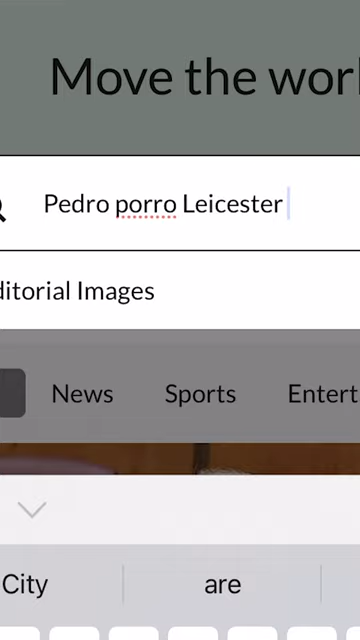 Move the worl
Pedro porro Leicester
ditorial Images
News Sports Entert
City are